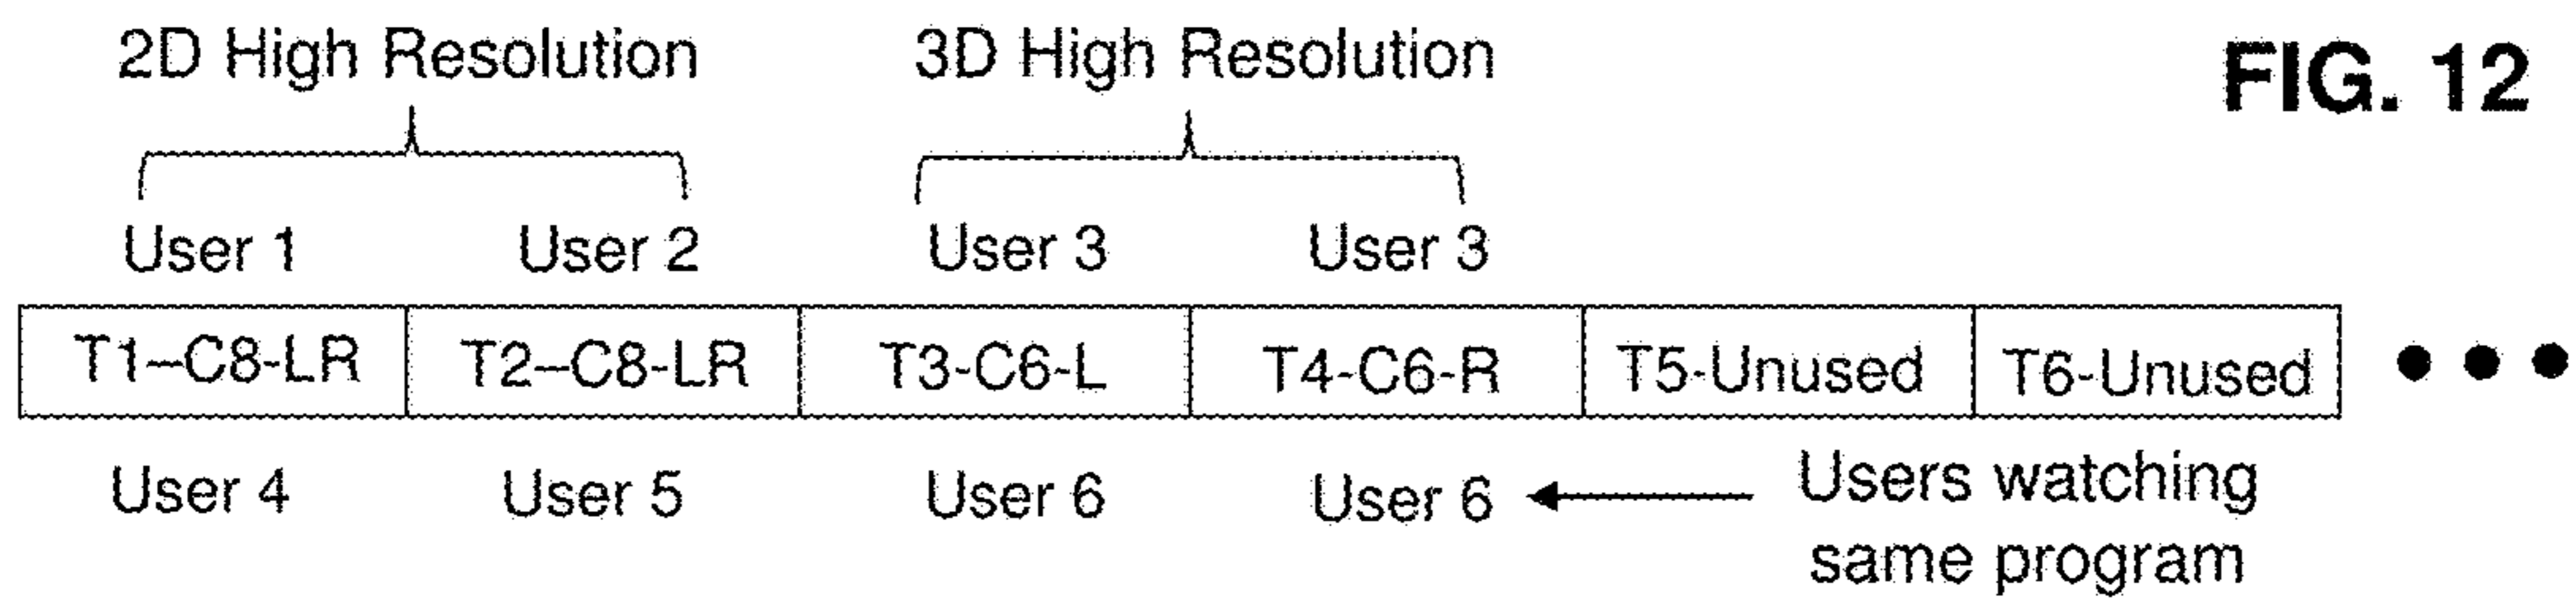 2D High Resolution 3D High Resolution FIG. 12
User 1 User 2 User 3 User 3
T1–C8-LR T2–C8-LR T3-C6-L T4-C6-R T5-Unused T6-Unused
User 4 User 5 User 6 User 6 Users watching
same program